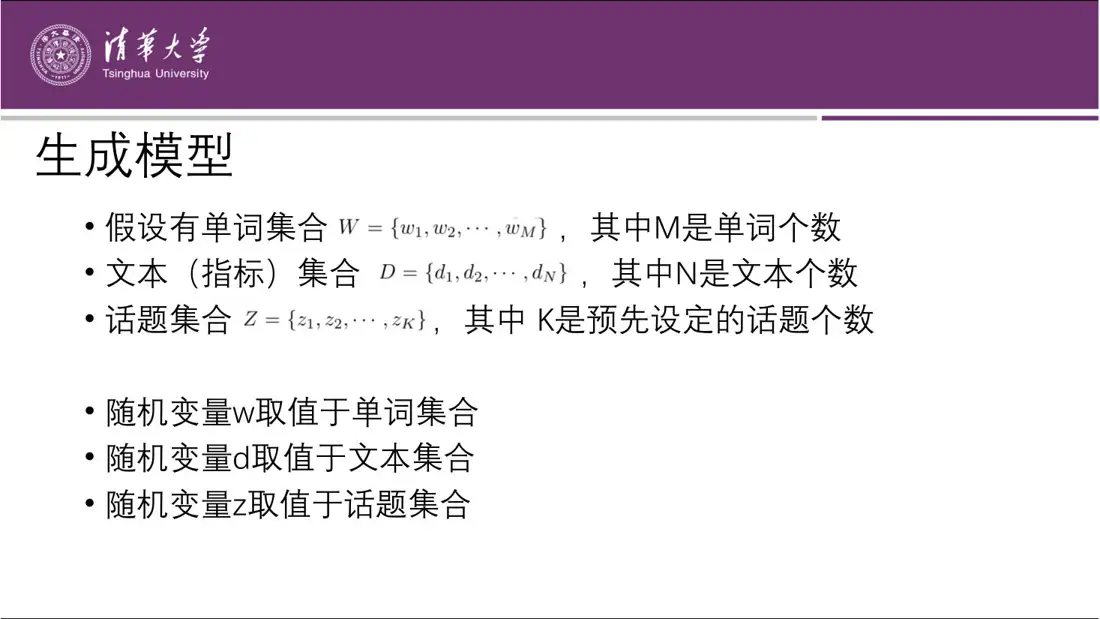 清华大学
Tsinghua University
生成模型
• 假设有单词集合 W = {w₁, w₂, ⋯, w_M} ，其中M是单词个数
• 文本（指标）集合 D = {d₁, d₂, ⋯, d_N} ，其中N是文本个数
• 话题集合 Z = {z₁, z₂, ⋯, z_K} ，其中 K是预先设定的话题个数
• 随机变量w取值于单词集合
• 随机变量d取值于文本集合
• 随机变量z取值于话题集合